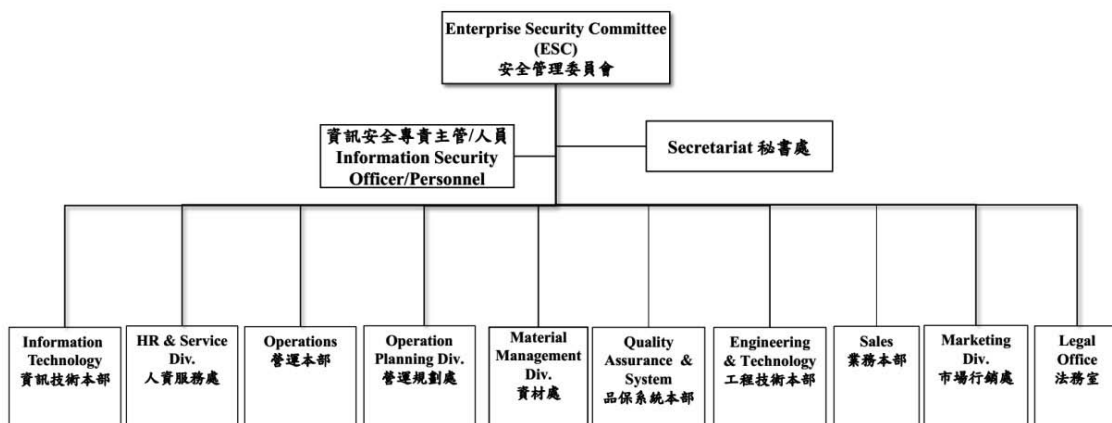 Enterprise Security Committee
(ESC)
安全管理委員會
資訊安全專責主管/人員
Information Security
Officer/Personnel
Secretariat 秘書處
Information
Technology
資訊技術本部
HR & Service
Div.
人資服務處
Operations
營運本部
Operation
Planning Div.
營運規劃處
Material
Management
Div.
資材處
Quality
Assurance &
System
品保系統本部
Engineering
& Technology
工程技術本部
Sales
業務本部
Marketing
Div.
市場行銷處
Legal
Office
法務室